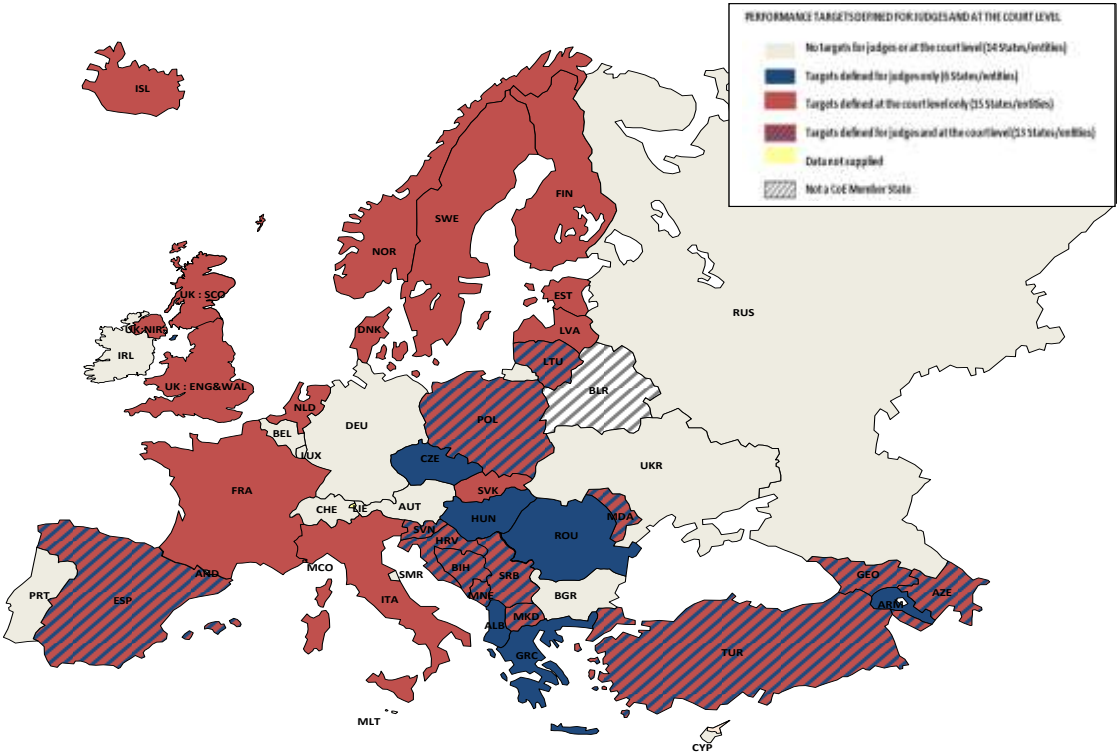 PERFORMANCE TARGETS DEFINED FOR JUDGES AND AT THE COURT LEVEL
No targets for judges or at the court level (14 States/entities)
Targets defined for judges only (6 States/entities)
Targets defined at the court level only (15 States/entities)
Targets defined for judges and at the court level (13 States/entities)
Data not supplied
Not a CoE Member State
ISL
FIN
SWE
NOR
UK : SCO
EST
RUS
UK:NIR
DNK
LVA
IRL
LTU
UK : ENG&WAL
BLR
NLD
POL
DEU
BEL
LUX
CZE
UKR
FRA
SVK
CHE
LIE
AUT
HUN
MDA
SVN
ROU
HRV
MCO
SMR
BIH
SRB
GEO
AND
PRT
ESP
ITA
MNE
BGR
AZE
ARM
ALB
MKD
GRC
TUR
MLT
CYP